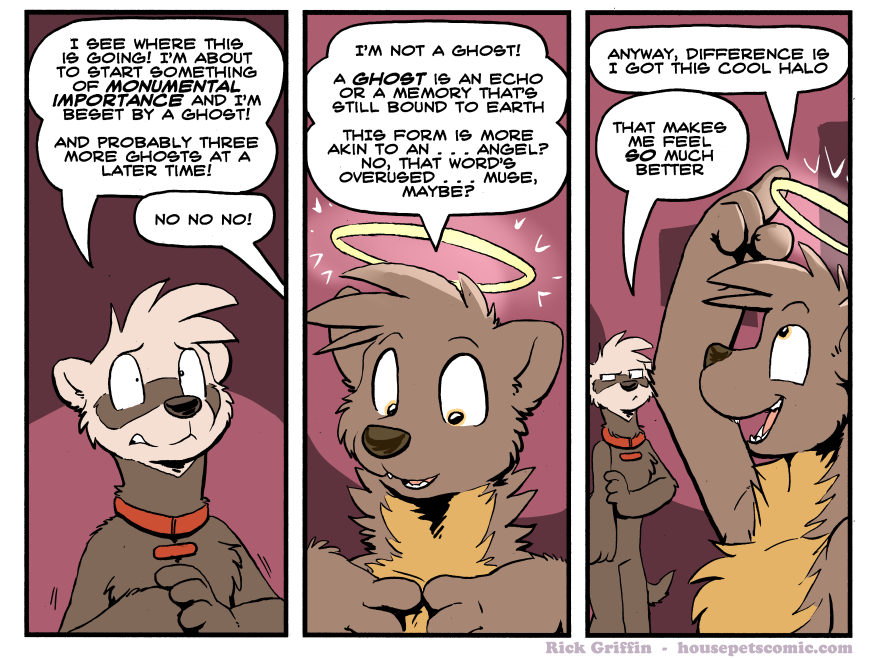 I SEE WHERE THIS
IS GOING! I'M ABOUT
TO START SOMETHING
OF MONUMENTAL
IMPORTANCE AND I'M
BESET BY A GHOST!
AND PROBABLY THREE
MORE GHOSTS AT A
LATER TIME!
NO NO NO!
I'M NOT A GHOST!
A GHOST IS AN ECHO
OR A MEMORY THAT'S
STILL BOUND TO EARTH
THIS FORM IS MORE
AKIN TO AN . . . ANGEL?
NO, THAT WORD'S
OVERUSED . . . MUSE,
MAYBE?
ANYWAY, DIFFERENCE IS
I GOT THIS COOL HALO
THAT MAKES
ME FEEL
SO MUCH
BETTER
Rick Griffin - housepetscomic.com